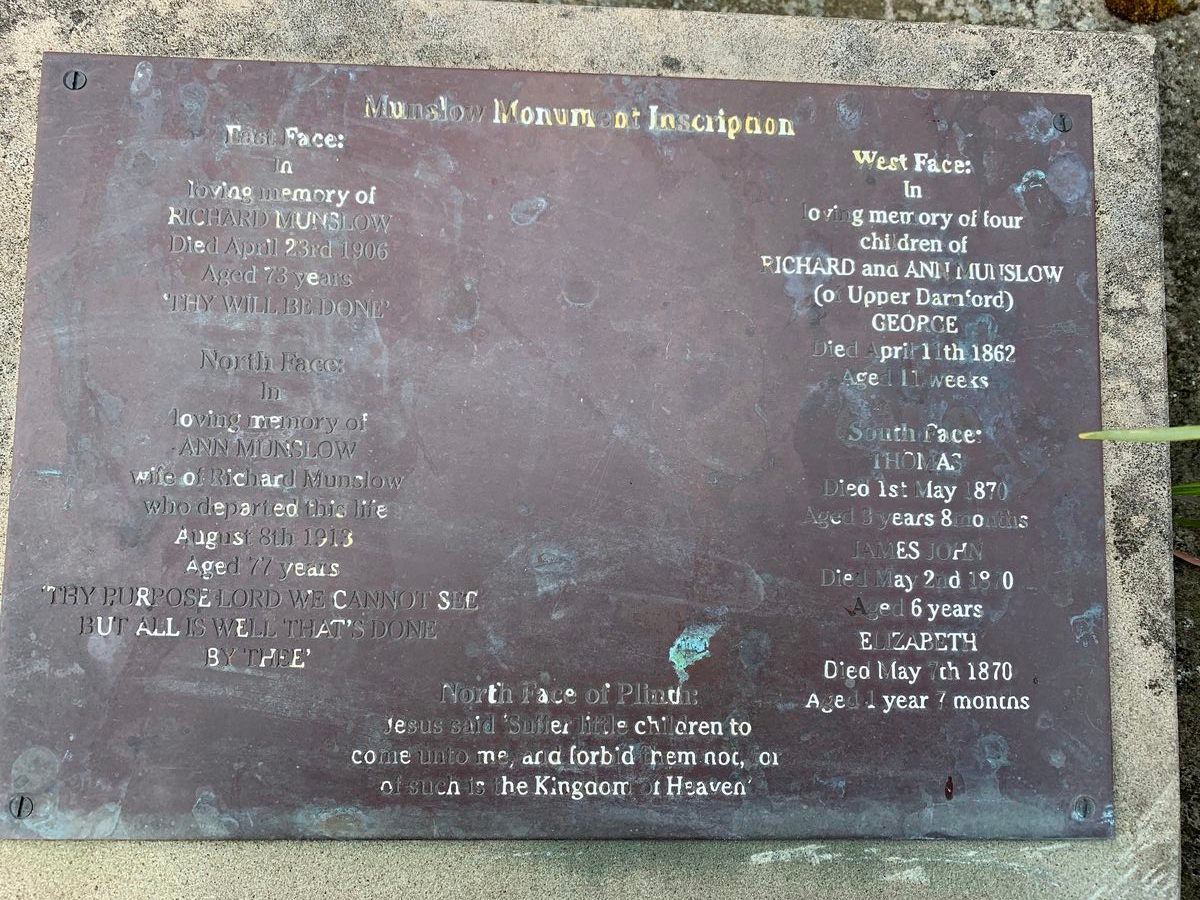 Munslow Monument Inscription
East Face:
In
loving memory of
RICHARD MUNSLOW
Died April 23rd 1906
Aged 73 years
'THY WILL BE DONE'
North Face:
In
loving memory of
ANN MUNSLOW
wife of Richard Munslow
who departed this life
August 8th 1913
Aged 77 years
'THY PURPOSE LORD WE CANNOT SEE
BUT ALL IS WELL THAT'S DONE
BY THEE'
West Face:
In
loving memory of four
children of
RICHARD and ANN MUNSLOW
(of Upper Darnford)
GEORGE
Died April 11th 1862
Aged 11 weeks
South Face:
THOMAS
Died 1st May 1870
Aged 3 years 8 months
JAMES JOHN
Died May 2nd 1870
Aged 6 years
ELIZABETH
Died May 7th 1870
Aged 1 year 7 months
North Face of Plinth:
Jesus said 'Suffer little children to
come unto me, and forbid them not, for
of such is the Kingdom of Heaven'